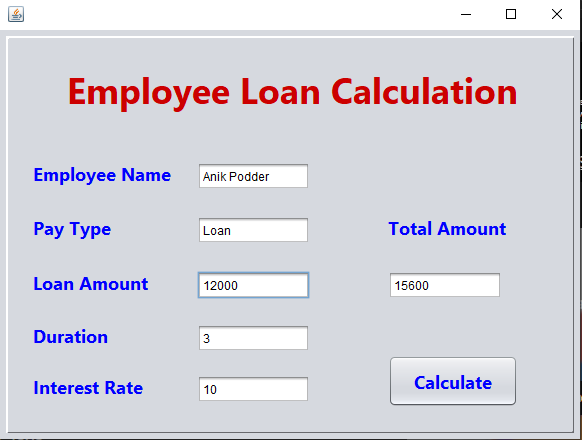 Employee Loan Calculation
Employee Name Anik Podder
Pay Type Loan Total Amount
Loan Amount 12000 15600
Duration 3
Interest Rate 10 Calculate